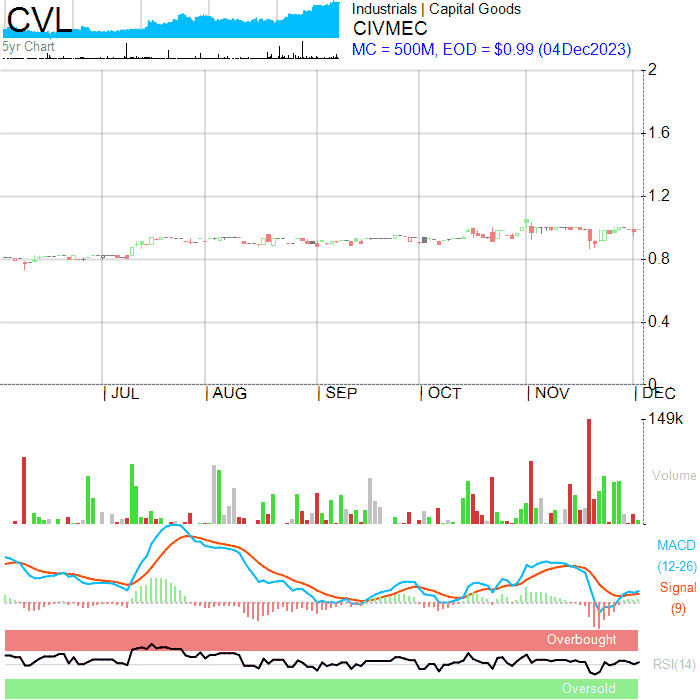 CVL
5yr Chart
Industrials | Capital Goods
CIVMEC
MC = 500M, EOD = $0.99 (04Dec2023)
2
1.6
1.2
0.8
0.4
0
JUL AUG SEP OCT NOV DEC
149k
Volume
MACD
(12-26)
Signal
(9)
Overbought
RSI(14)
Oversold